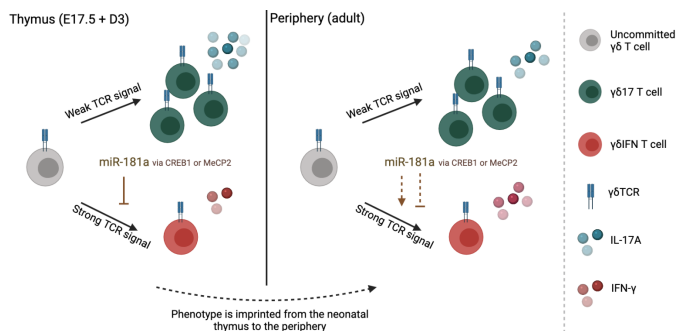 Thymus (E17.5 + D3)
Weak TCR signal
miR-181a via CREB1 or MeCP2
Strong TCR signal
Periphery (adult)
Weak TCR signal
miR-181a via CREB1 or MeCP2
Strong TCR signal
Phenotype is imprinted from the neonatal
thymus to the periphery
Uncommitted
γδ T cell
γδ17 T cell
γδIFN T cell
γδTCR
IL-17A
IFN-γ